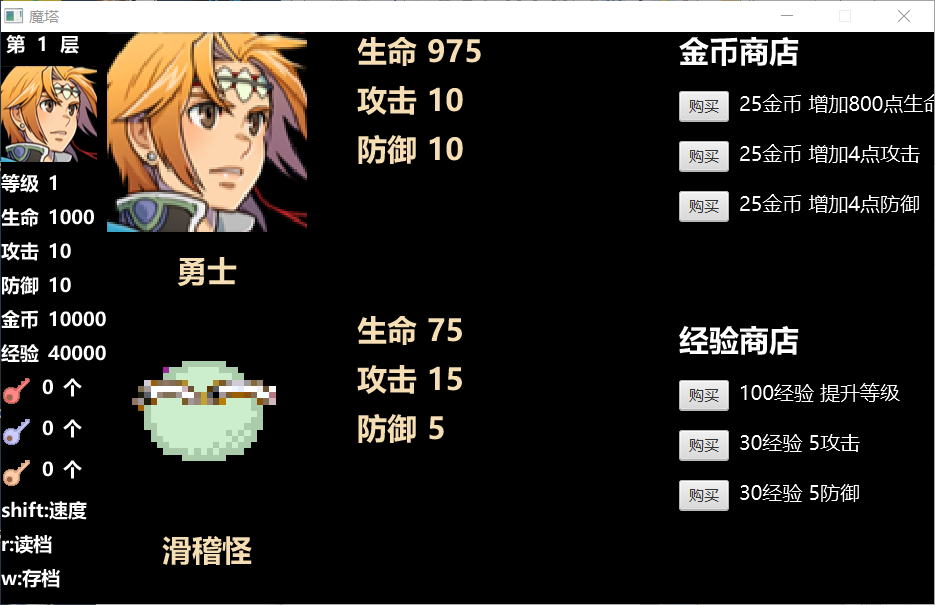 魔塔
第 1 层
等级 1
生命 1000
攻击 10
防御 10
金币 10000
经验 40000
0 个
0 个
0 个
shift:速度
r:读档
w:存档
生命 975
攻击 10
防御 10
勇士
生命 75
攻击 15
防御 5
滑稽怪
金币商店
购买 25金币 增加800点生命
购买 25金币 增加4点攻击
购买 25金币 增加4点防御
经验商店
购买 100经验 提升等级
购买 30经验 5攻击
购买 30经验 5防御